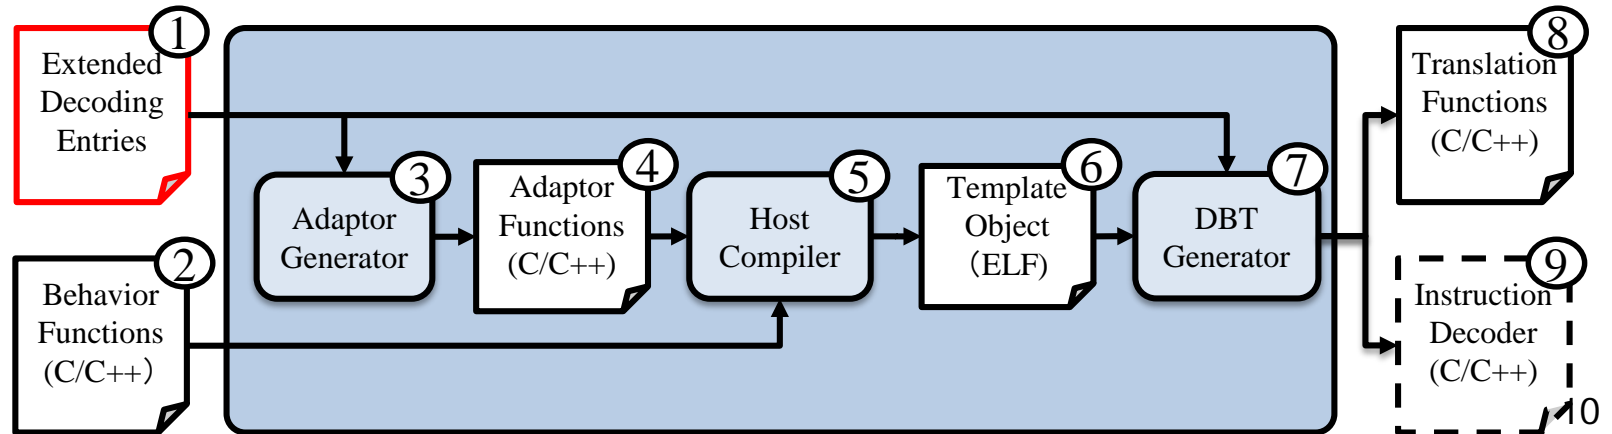 1
Extended
Decoding
Entries
2
Behavior
Functions
(C/C++）
3
Adaptor
Generator
4
Adaptor
Functions
(C/C++)
5
Host
Compiler
6
Template
Object
（ELF)
7
DBT
Generator
8
Translation
Functions
(C/C++)
9
Instruction
Decoder
(C/C++)
10